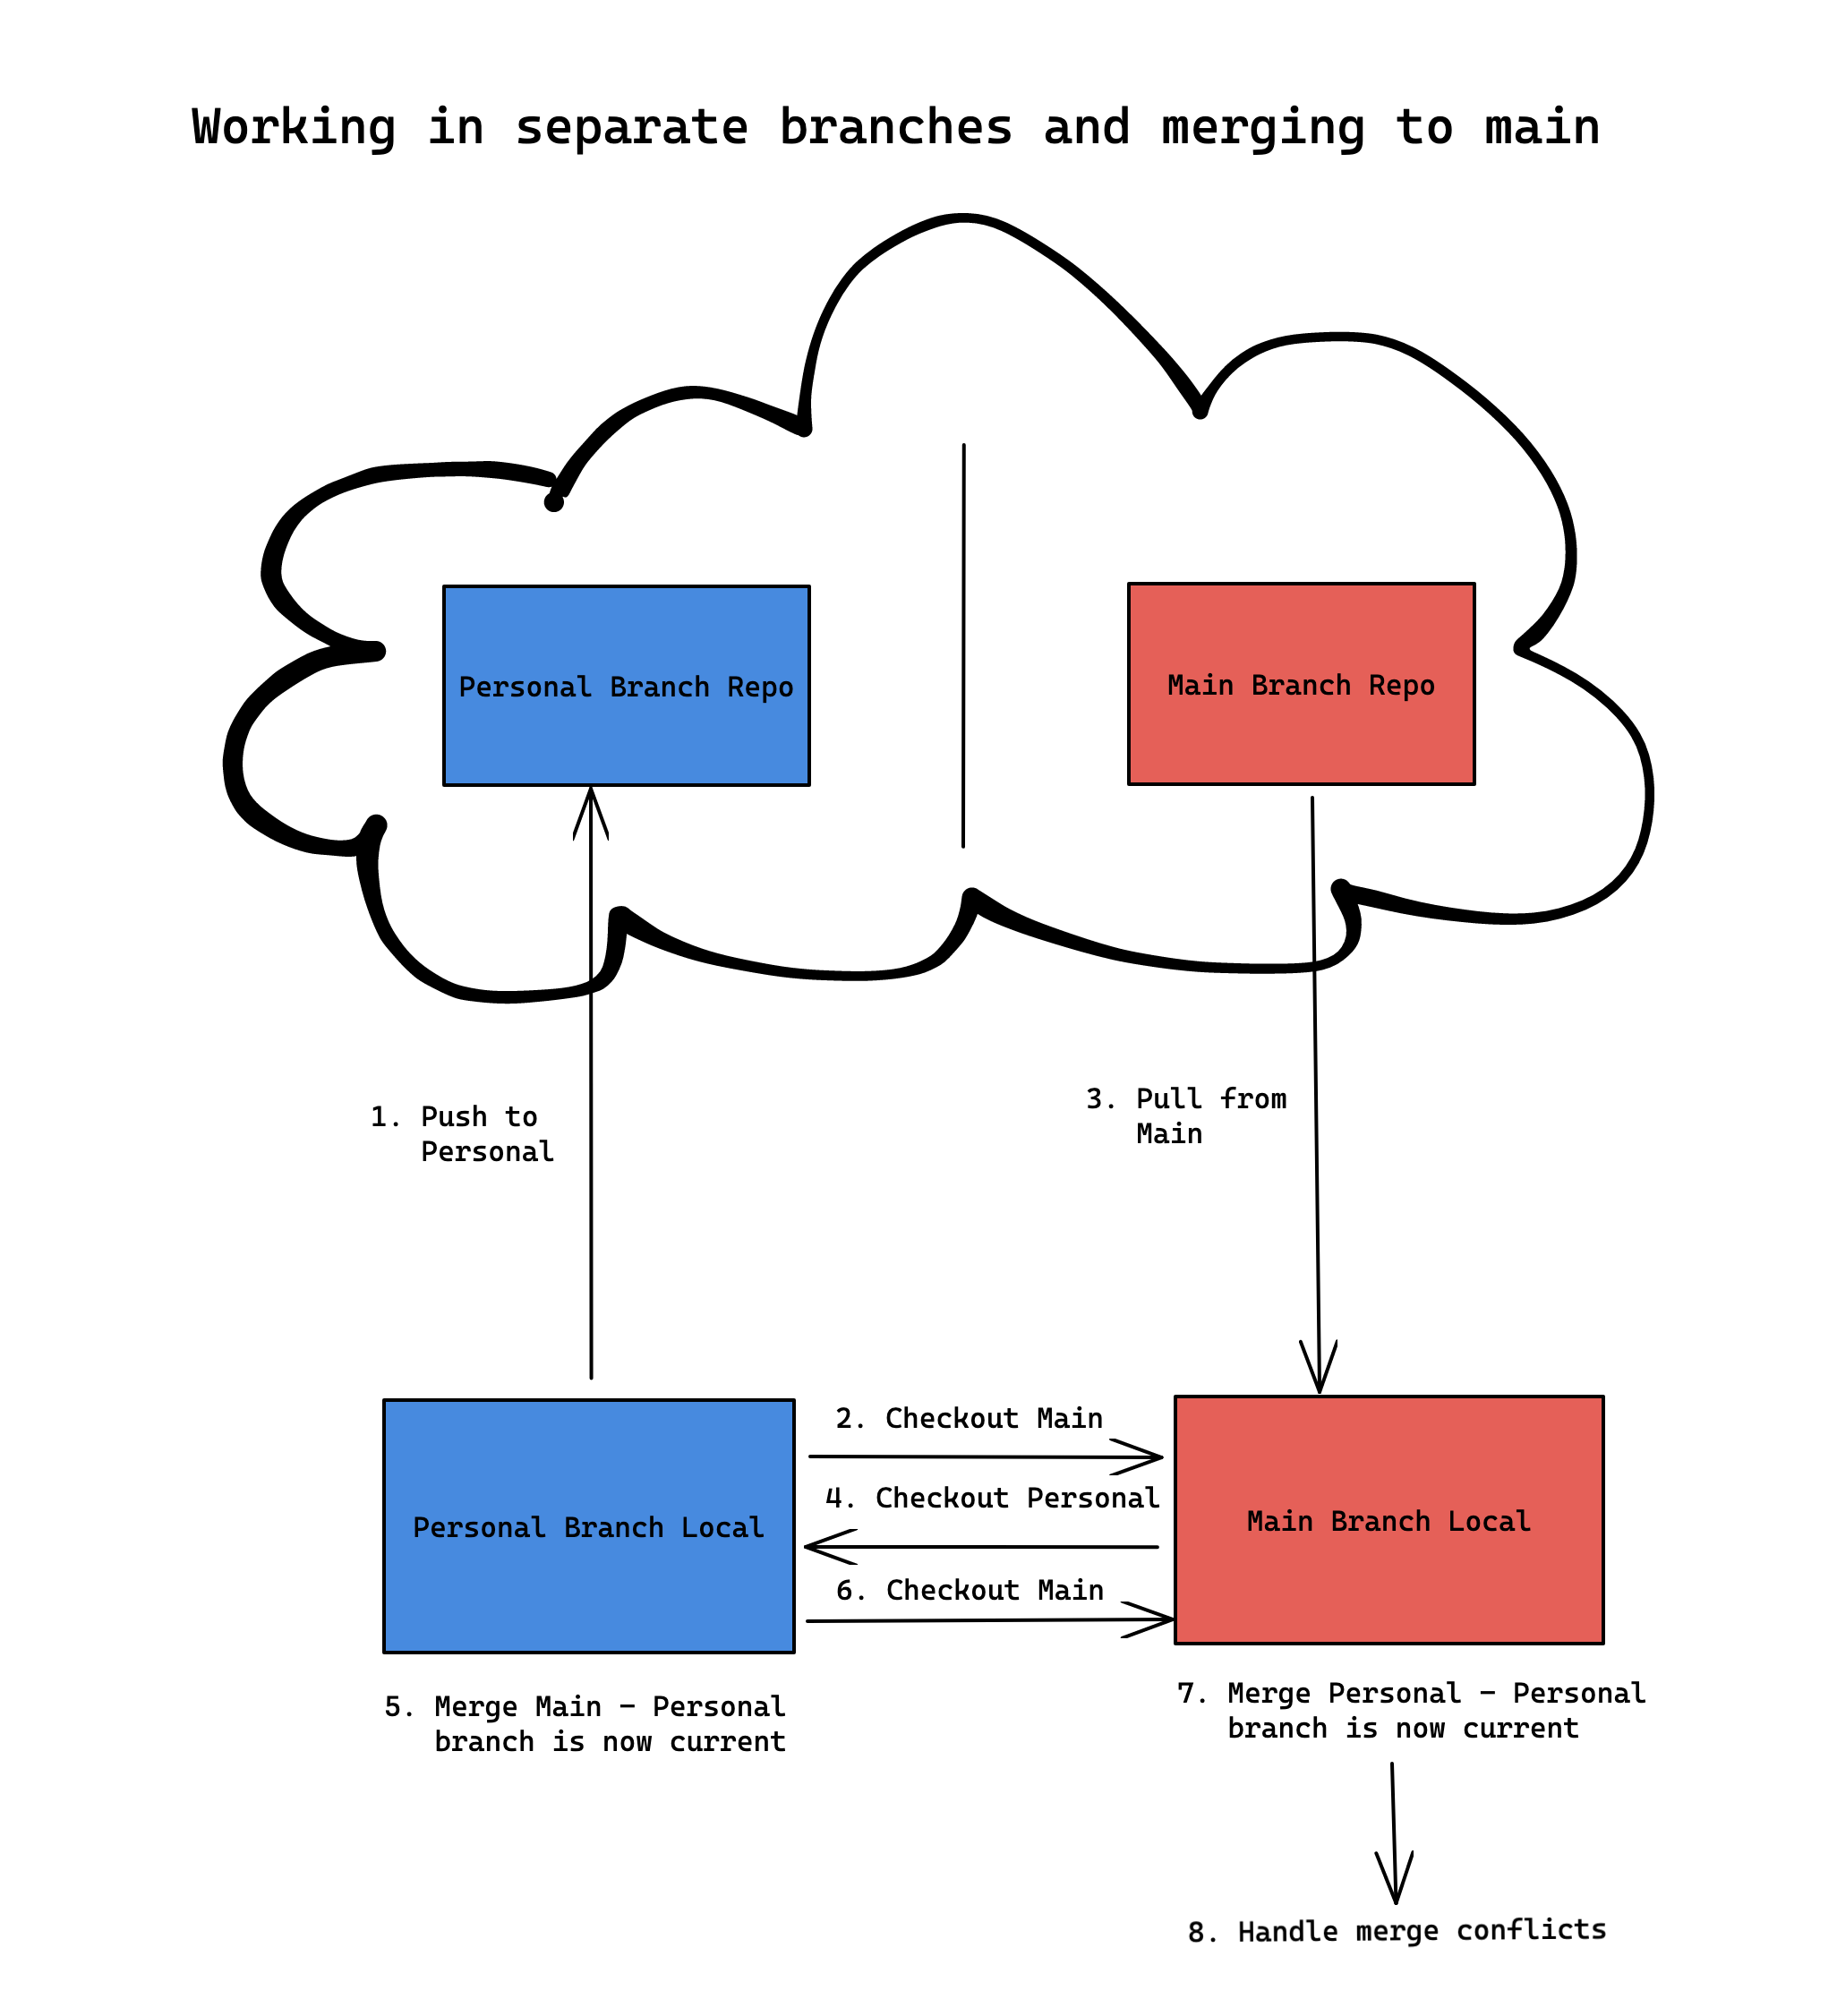 Working in separate branches and merging to main
Personal Branch Repo
Main Branch Repo
1. Push to
Personal
3. Pull from
Main
2. Checkout Main
4. Checkout Personal
6. Checkout Main
Personal Branch Local
Main Branch Local
5. Merge Main - Personal
branch is now current
7. Merge Personal - Personal
branch is now current
8. Handle merge conflicts